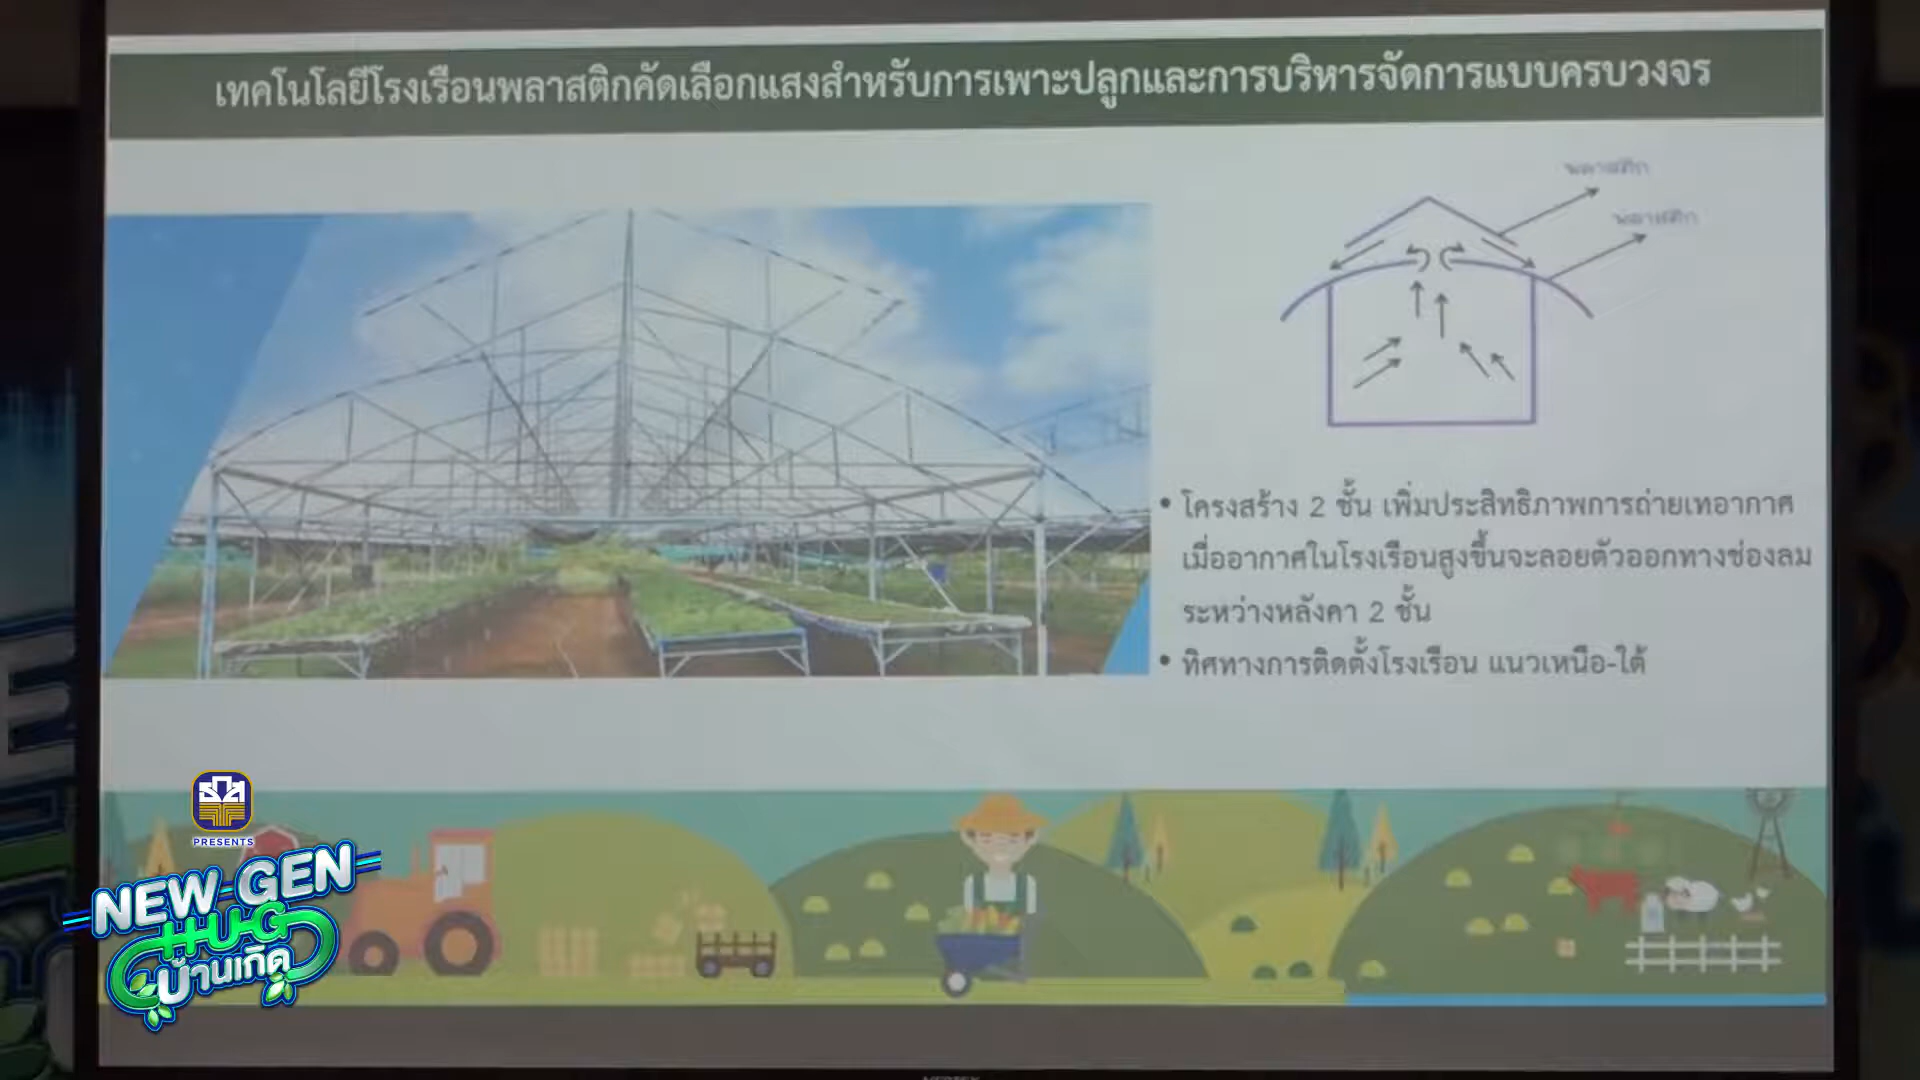 เทคโนโลยีโรงเรือนพลาสติกคัดเลือกแสงสำหรับการเพาะปลูกและการบริหารจัดการแบบครบวงจร
พลาสติก
พลาสติก
• โครงสร้าง 2 ชั้น เพิ่มประสิทธิภาพการถ่ายเทอากาศ
เมื่ออากาศในโรงเรือนสูงขึ้นจะลอยตัวออกทางช่องลม
ระหว่างหลังคา 2 ชั้น
• ทิศทางการติดตั้งโรงเรือน แนวเหนือ-ใต้
ธกส
PRESENTS
NEW GEN
HUG
บ้านเกิด